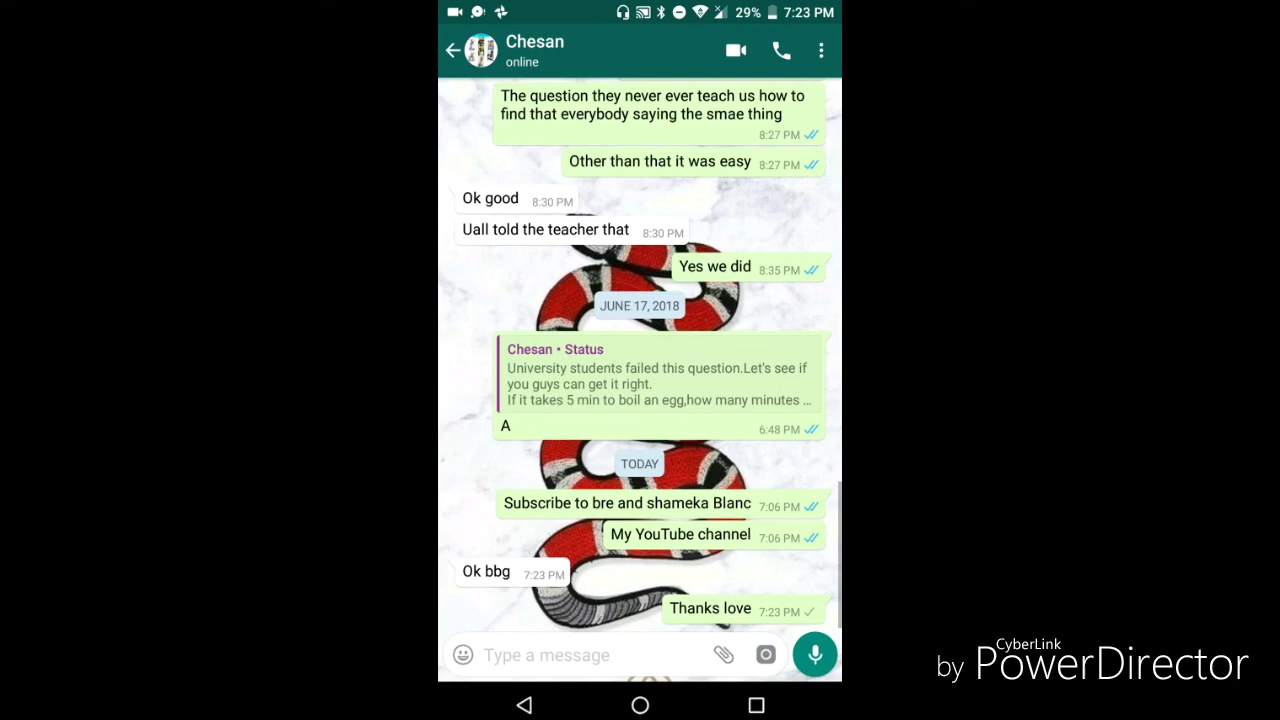 29% 7:23 PM
Chesan
online
The question they never ever teach us how to
find that everybody saying the smae thing
8:27 PM
Other than that it was easy 8:27 PM
Ok good 8:30 PM
Uall told the teacher that 8:30 PM
Yes we did 8:35 PM
JUNE 17, 2018
Chesan • Status
University students failed this question.Let's see if
you guys can get it right.
If it takes 5 min to boil an egg,how many minutes ...
A 6:48 PM
TODAY
Subscribe to bre and shameka Blanc 7:06 PM
My YouTube channel 7:06 PM
Ok bbg 7:23 PM
Thanks love 7:23 PM
Type a message
CyberLink
by PowerDirector